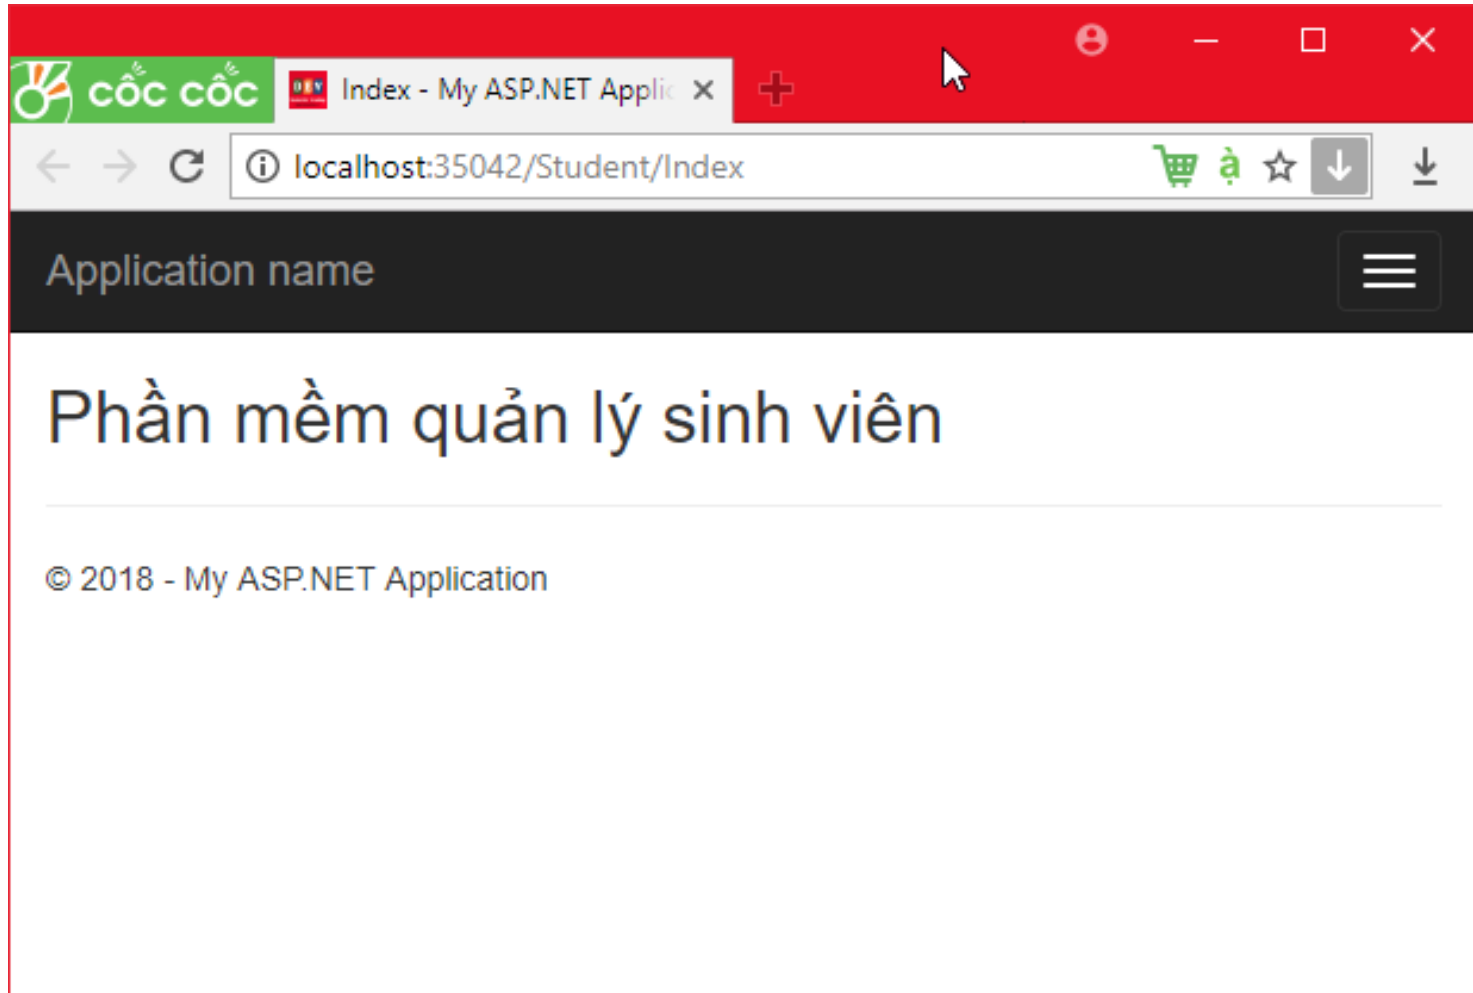 cốc cốc
Index - My ASP.NET Applic
localhost:35042/Student/Index
ạ̀
Application name
Phần mềm quản lý sinh viên
© 2018 - My ASP.NET Application